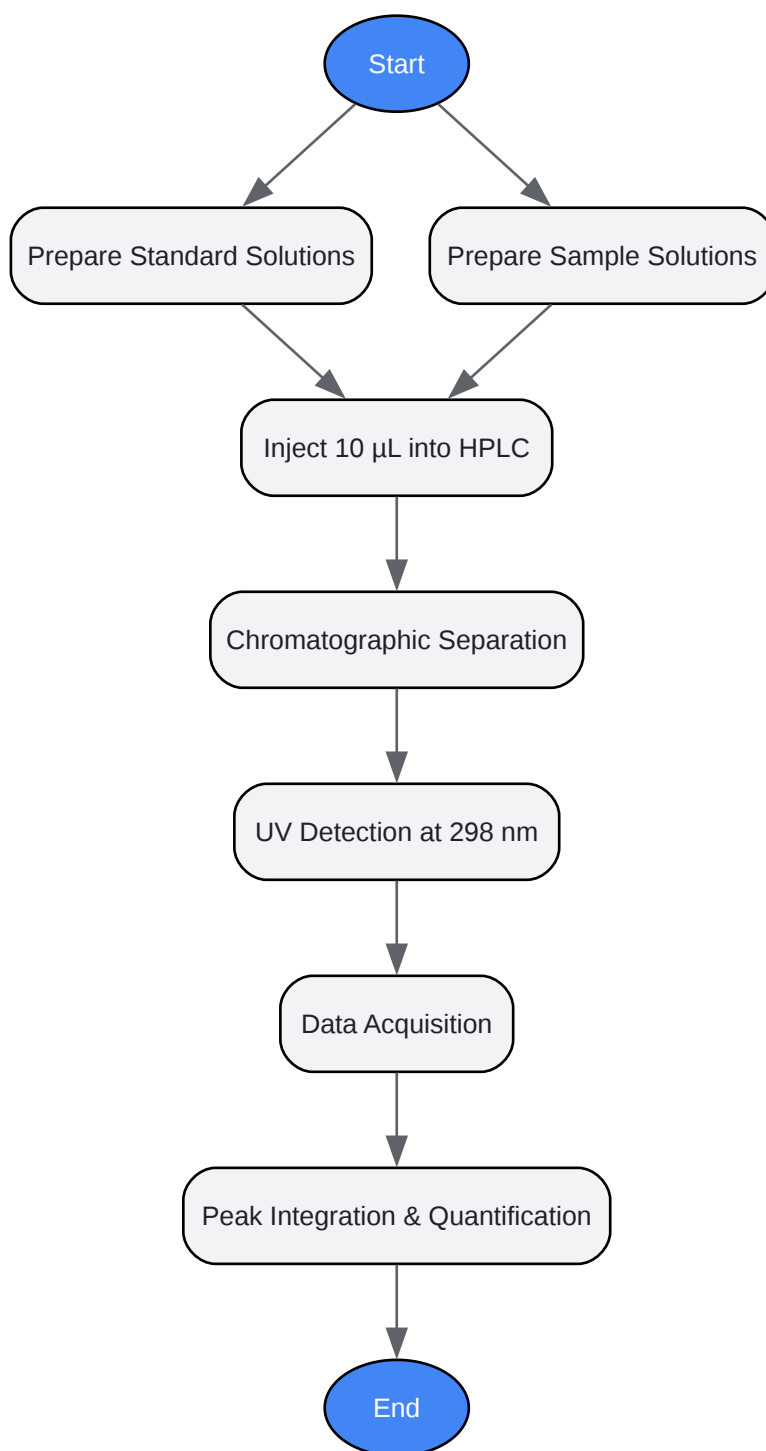 Start
Prepare Standard Solutions
Prepare Sample Solutions
Inject 10 µL into HPLC
Chromatographic Separation
UV Detection at 298 nm
Data Acquisition
Peak Integration & Quantification
End